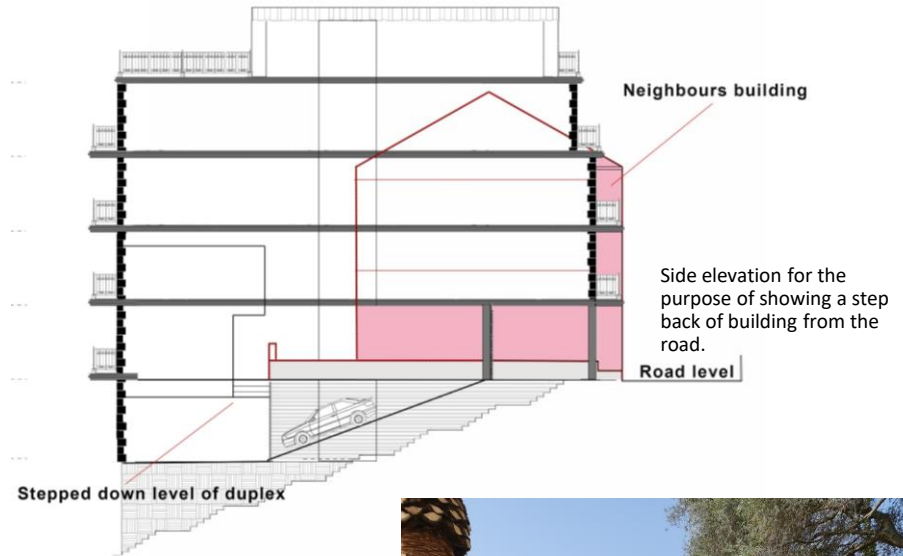 Neighbours building
Side elevation for the
purpose of showing a step
back of building from the
road.
Road level
Stepped down level of duplex